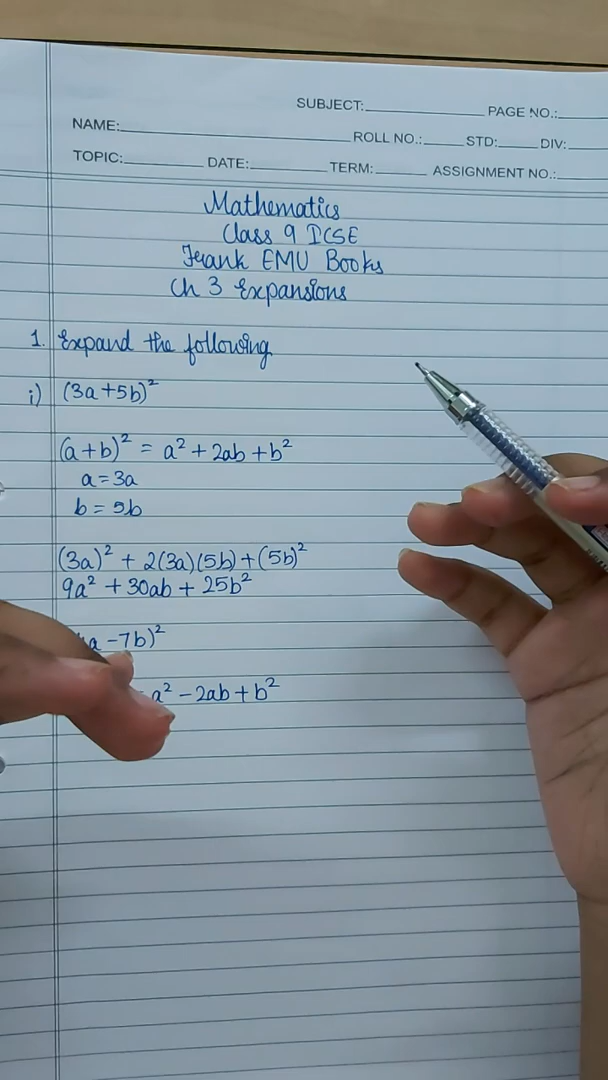 SUBJECT: PAGE NO.:
NAME: ROLL NO.: STD: DIV:
TOPIC: DATE: TERM: ASSIGNMENT NO.:
Mathematics
Class 9 ICSE
Frank EMU Books
Ch 3 Expansions
1. Expand the following
i) (3a+5b)²
(a+b)² = a² + 2ab + b²
a = 3a
b = 5b
(3a)² + 2(3a)(5b) + (5b)²
9a² + 30ab + 25b²
a - 7b)²
a² - 2ab + b²